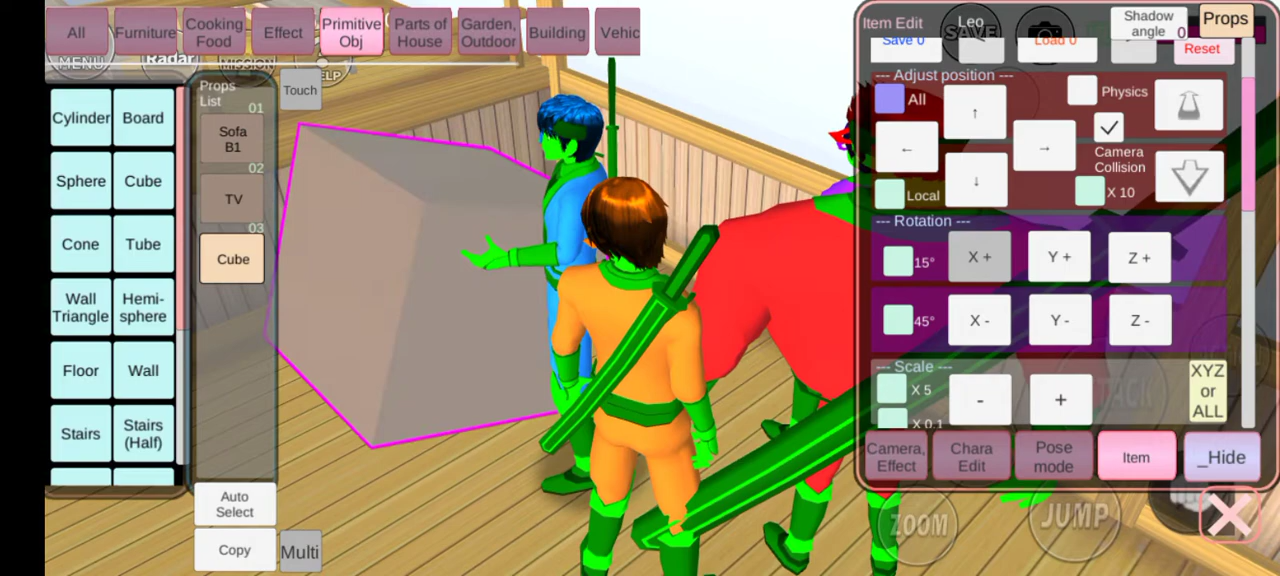 All
Furniture
Cooking
Food
Effect
Primitive
Obj
Parts of
House
Garden,
Outdoor
Building
Vehic
MENU
Radar
MISSION
ELP
Props
List
Touch
01
Sofa
B1
02
TV
03
Cube
Cylinder
Board
Sphere
Cube
Cone
Tube
Wall
Triangle
Hemi-
sphere
Floor
Wall
Stairs
Stairs
(Half)
Auto
Select
Copy
Multi
Item Edit
Leo
SAVE
Shadow
angle
0
Props
Save 0
Load 0
Reset
--- Adjust position ---
All
↑
Physics
←
→
Camera
Collision
Local
↓
X 10
--- Rotation ---
15°
X +
Y +
Z +
45°
X -
Y -
Z -
--- Scale ---
X 5
-
+
XYZ
or
ALL
X 0.1
Camera,
Effect
Chara
Edit
Pose
mode
Item
_Hide
ZOOM
JUMP